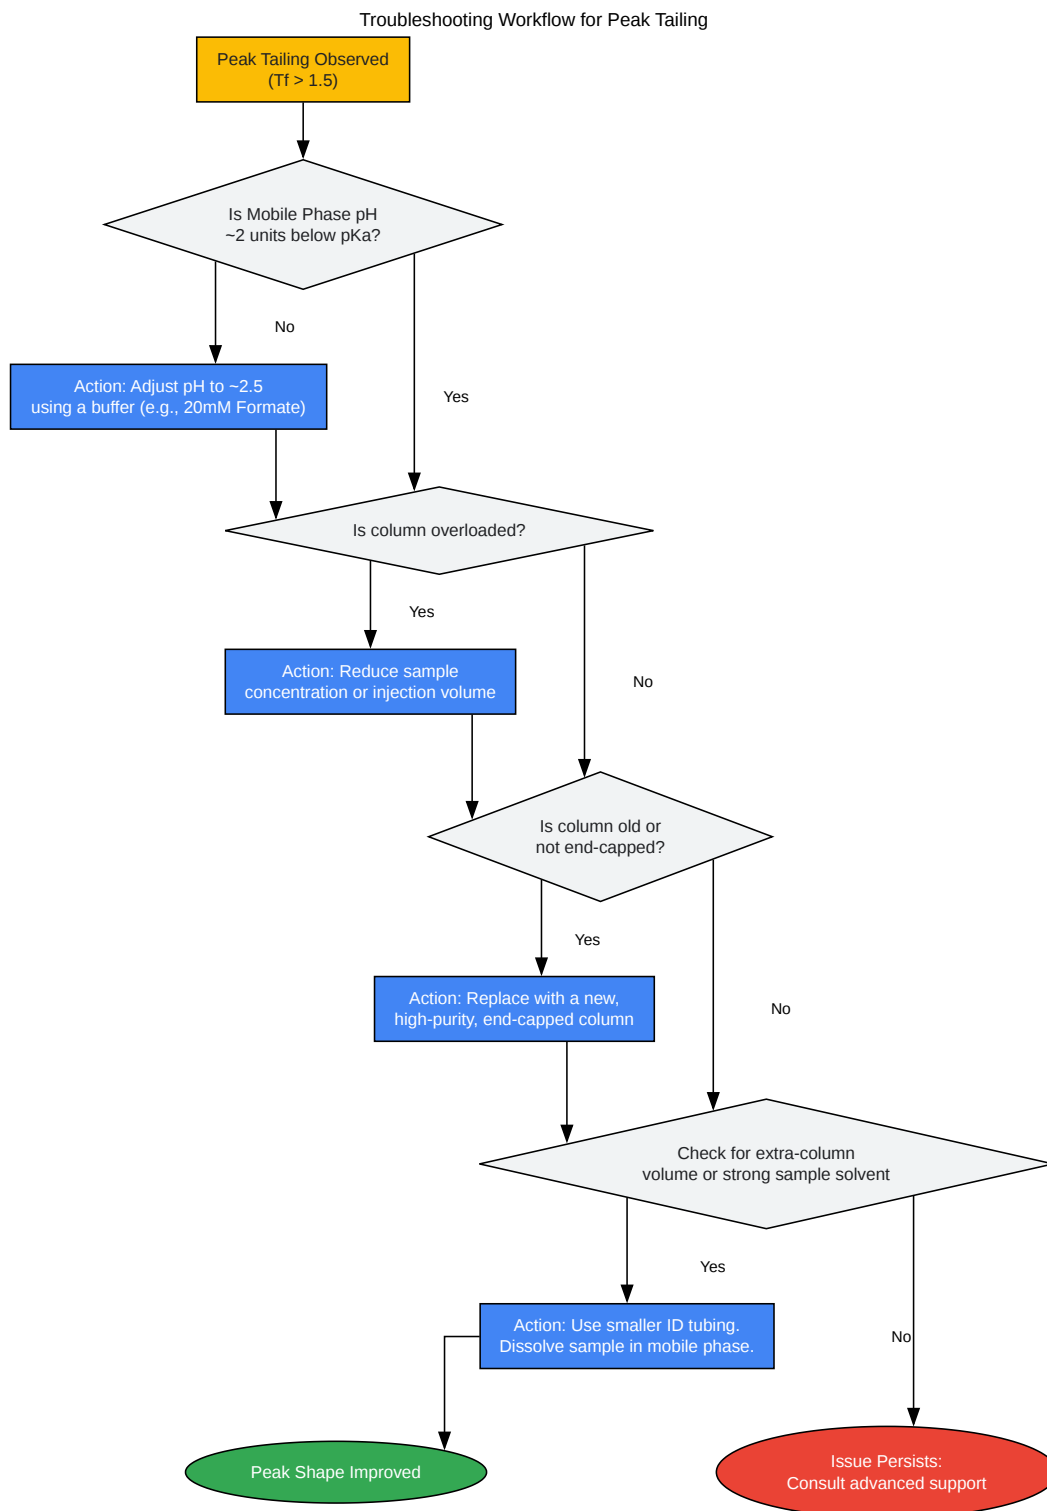 Troubleshooting Workflow for Peak Tailing
Peak Tailing Observed
(Tf > 1.5)
Is Mobile Phase pH
~2 units below pKa?
No
Action: Adjust pH to ~2.5
using a buffer (e.g., 20mM Formate)
Yes
Is column overloaded?
Yes
Action: Reduce sample
concentration or injection volume
No
Is column old or
not end-capped?
Yes
Action: Replace with a new,
high-purity, end-capped column
No
Check for extra-column
volume or strong sample solvent
Yes
Action: Use smaller ID tubing.
Dissolve sample in mobile phase.
No
Peak Shape Improved
Issue Persists:
Consult advanced support